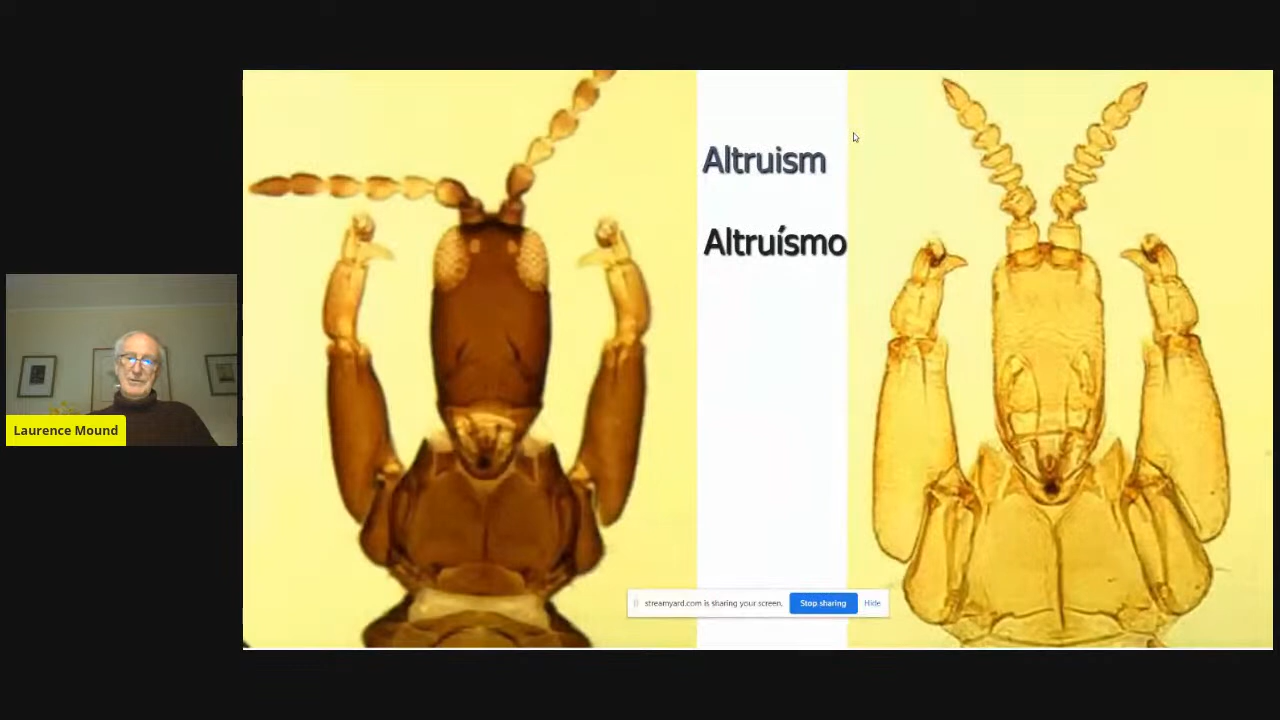 Altruism
Altruísmo
Laurence Mound
streamyard.com is sharing your screen.
Stop sharing
Hide